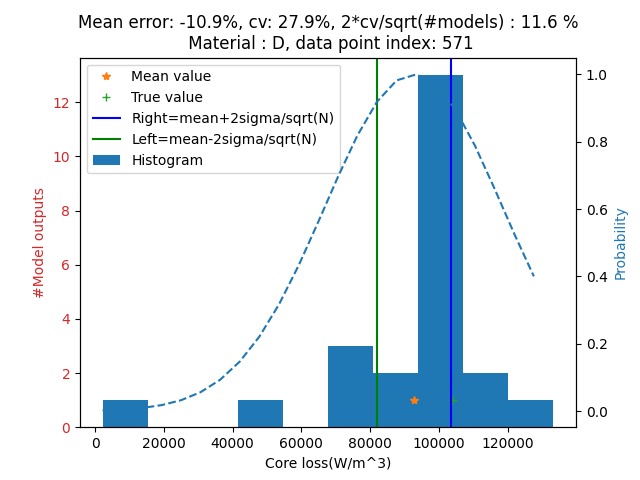 Mean error: -10.9%, cv: 27.9%, 2*cv/sqrt(#models) : 11.6 %
Material : D, data point index: 571
Mean value
True value
Right=mean+2sigma/sqrt(N)
Left=mean-2sigma/sqrt(N)
Histogram
#Model outputs
12
10
8
6
4
2
0
Probability
1.0
0.8
0.6
0.4
0.2
0.0
0 20000 40000 60000 80000 100000 120000
Core loss(W/m^3)